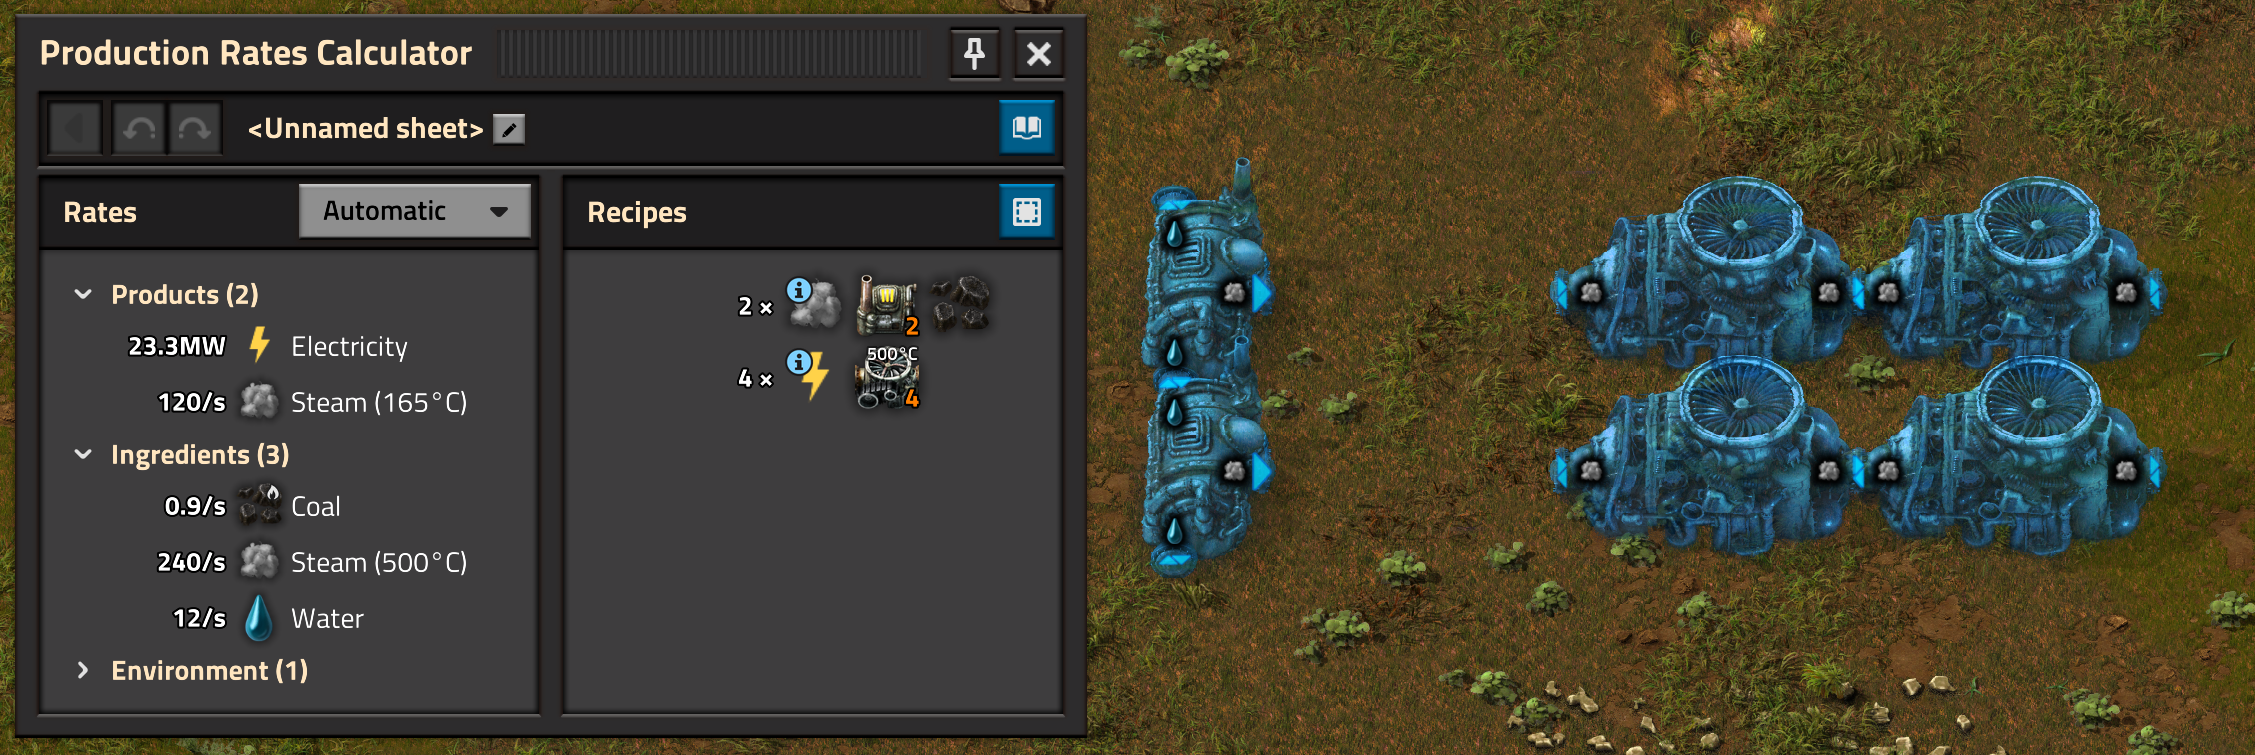 Production Rates Calculator
<Unnamed sheet>
Rates
Automatic
Recipes
Products (2)
23.3MW Electricity
120/s Steam (165°C)
Ingredients (3)
0.9/s Coal
240/s Steam (500°C)
12/s Water
Environment (1)
2 × 2
4 × 500°C 4